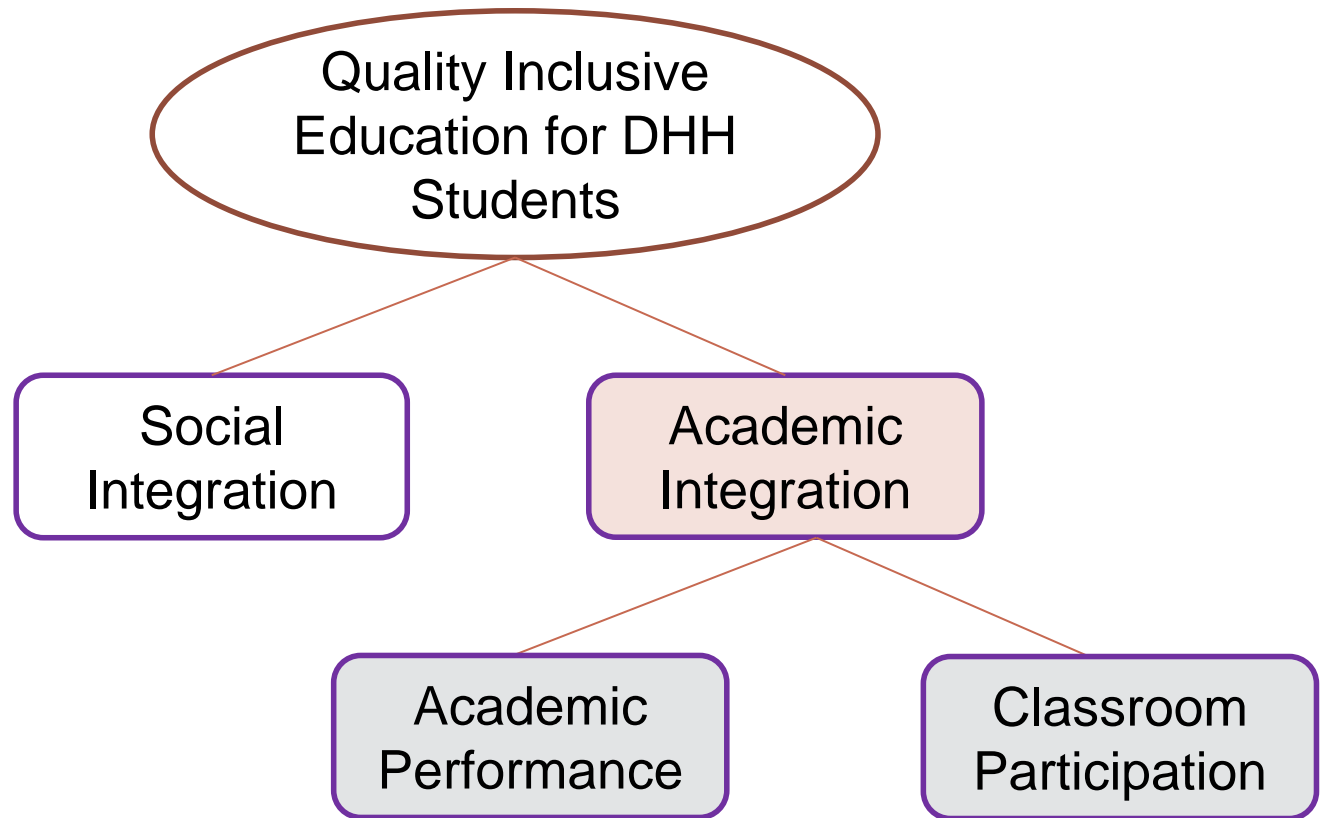 Quality Inclusive
Education for DHH
Students
Social
Integration
Academic
Integration
Academic
Performance
Classroom
Participation